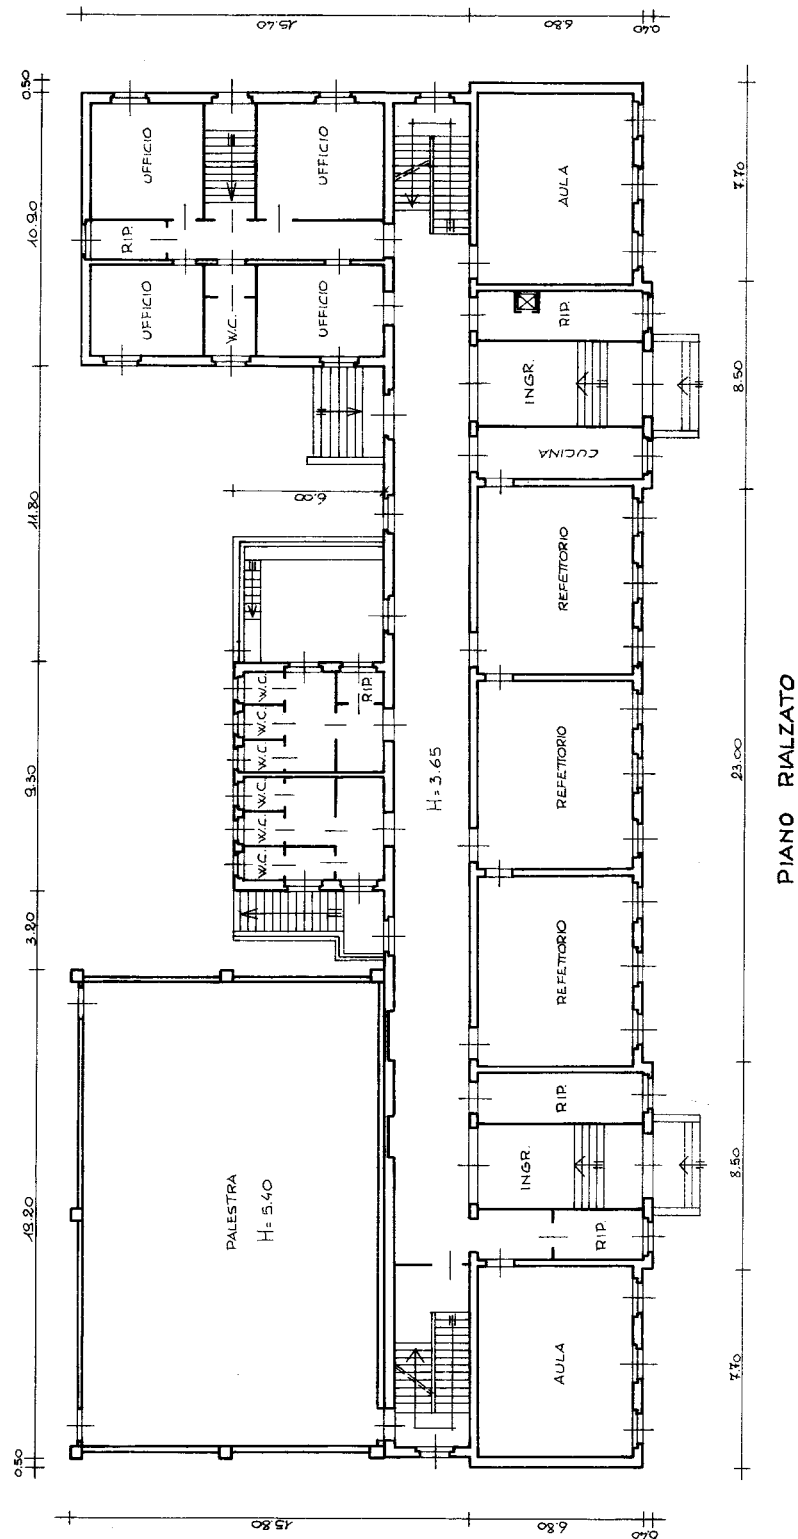 15.40
6.80
0.40
0.50
10.90
11.80
9.30
3.20
19.20
0.50
UFFICIO
UFFICIO
AULA
7.70
RIP.
UFFICIO
W.C.
UFFICIO
RIP.
INGR.
8.50
CUCINA
6.00
REFETTORIO
W.C.
W.C.
W.C.
W.C.
W.C.
W.C.
RIP.
H=3.65
REFETTORIO
23.00
REFETTORIO
PIANO RIALZATO
PALESTRA
H=5.40
RIP.
INGR.
8.50
RIP.
AULA
7.70
15.80
6.80
0.40